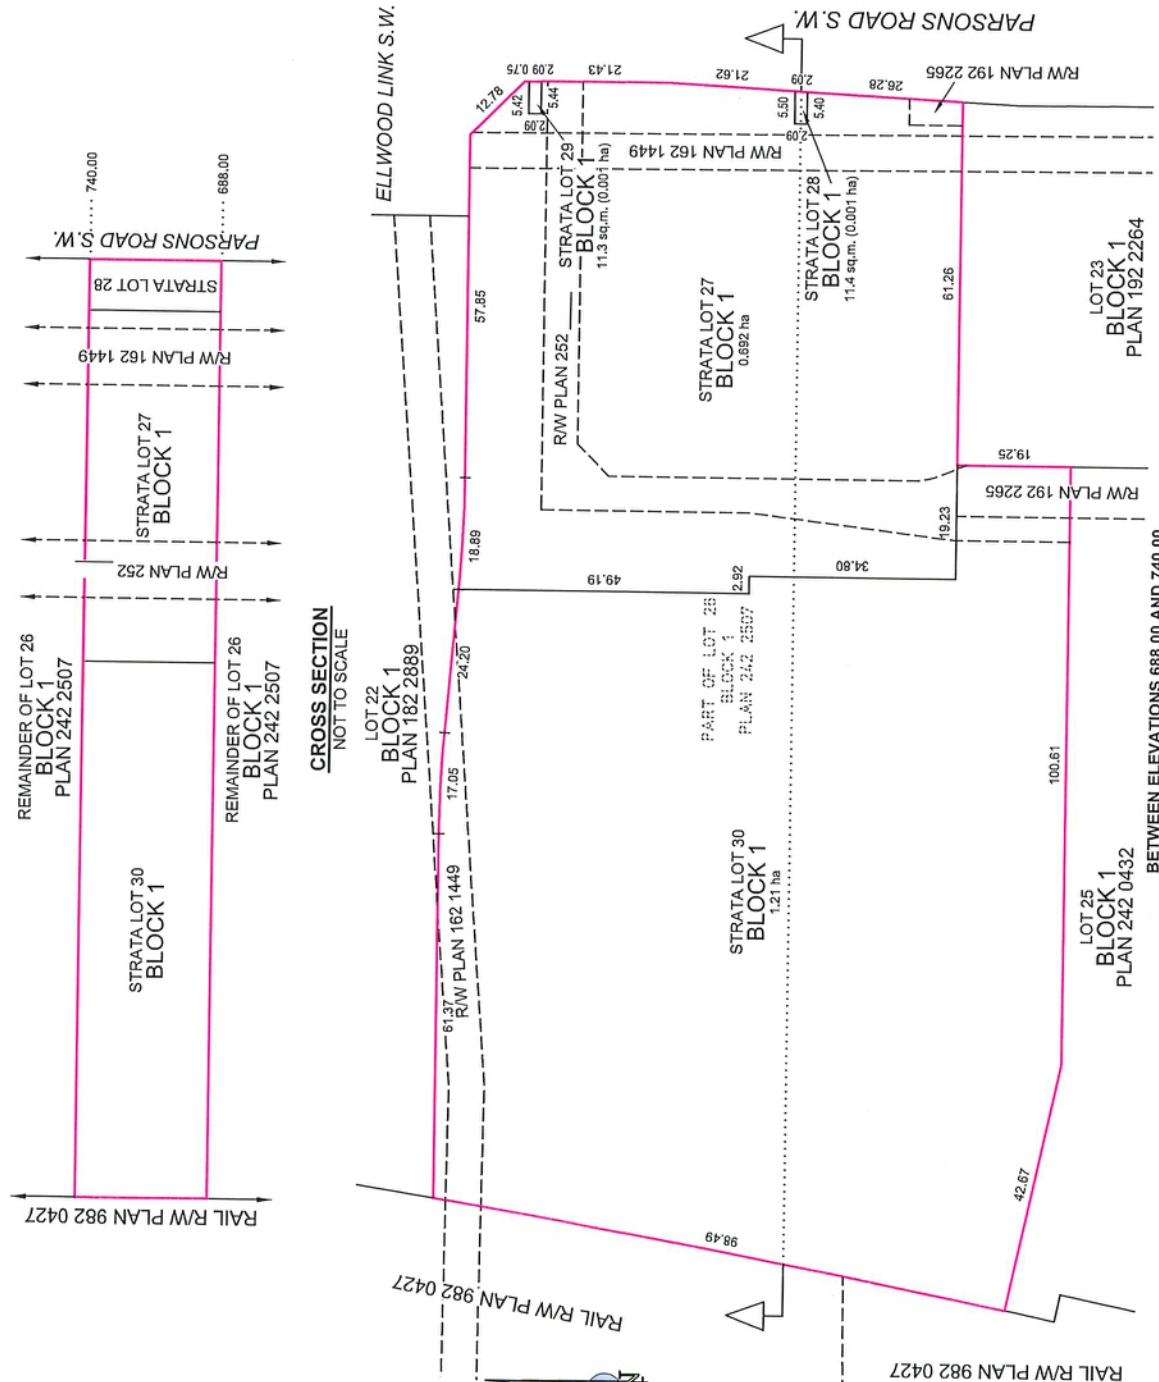 740.00
688.00
PARSONS ROAD S.W.
STRATA LOT 28
R/W PLAN 162 1449
STRATA LOT 27
BLOCK 1
R/W PLAN 252
REMAINDER OF LOT 26
BLOCK 1
PLAN 242 2507
REMAINDER OF LOT 26
BLOCK 1
PLAN 242 2507
STRATA LOT 30
BLOCK 1
RAIL R/W PLAN 982 0427
CROSS SECTION
NOT TO SCALE
ELLWOOD LINK S.W.
PARSONS ROAD S.W.
12.78
0.75
2.09
5.42
5.44
2.09
21.43
21.62
2.09
5.50
5.40
2.09
26.28
R/W PLAN 192 2265
R/W PLAN 162 1449
STRATA LOT 29
BLOCK 1
11.3 sq.m. (0.001 ha)
STRATA LOT 28
BLOCK 1
11.4 sq.m. (0.001 ha)
57.85
R/W PLAN 252
STRATA LOT 27
BLOCK 1
0.692 ha
61.26
LOT 23
BLOCK 1
PLAN 192 2264
19.25
R/W PLAN 192 2265
19.23
18.89
49.19
2.92
34.80
PART OF LOT 26
BLOCK 1
PLAN 242 2507
LOT 22
BLOCK 1
PLAN 182 2889
24.20
17.05
R/W PLAN 162 1449
61.37
STRATA LOT 30
BLOCK 1
1.21 ha
100.61
LOT 25
BLOCK 1
PLAN 242 0432
BETWEEN ELEVATIONS 688.00 AND 740.00
42.67
98.49
RAIL R/W PLAN 982 0427
RAIL R/W PLAN 982 0427